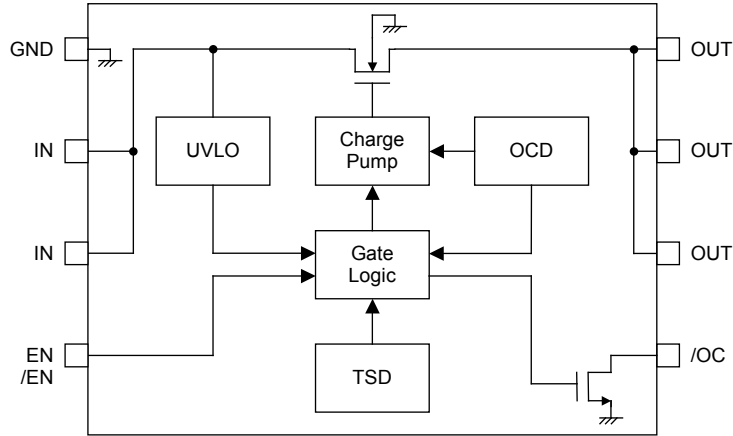 GND
OUT
IN
UVLO
Charge
Pump
OCD
OUT
IN
Gate
Logic
OUT
EN
/EN
TSD
/OC